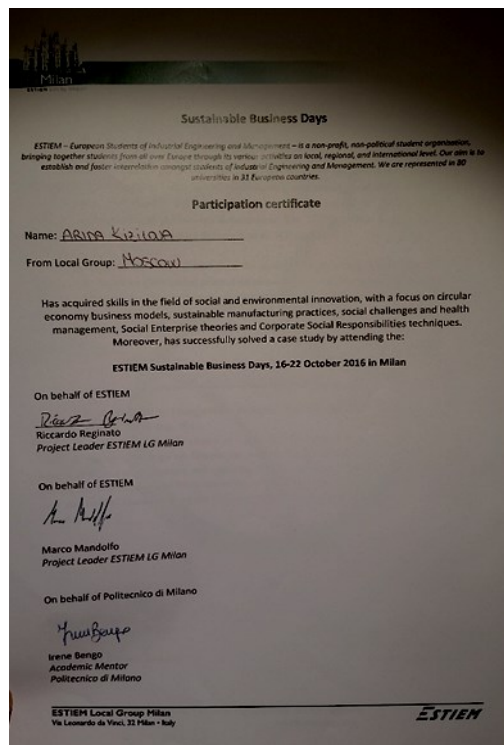 Milan
Sustainable Business Days
ESTIEM – European Students of Industrial Engineering and Management – is a non-profit, non-political student organisation,
bringing together students from all over Europe through its various activities on local, regional, and international level. Our aim is to
establish and foster interrelation amongst students of Industrial Engineering and Management. We are represented in 80
universities in 31 European countries.
Participation certificate
Name: ARINA KIRILOVA
From Local Group: MOSCOW
Has acquired skills in the field of social and environmental innovation, with a focus on circular
economy business models, sustainable manufacturing practices, social challenges and health
management, Social Enterprise theories and Corporate Social Responsibilities techniques.
Moreover, has successfully solved a case study by attending the:
ESTIEM Sustainable Business Days, 16-22 October 2016 in Milan
On behalf of ESTIEM
Riccardo Reginato
Project Leader ESTIEM LG Milan
On behalf of ESTIEM
Marco Mandolfo
Project Leader ESTIEM LG Milan
On behalf of Politecnico di Milano
Irene Bengo
Irene Bengo
Academic Mentor
Politecnico di Milano
ESTIEM Local Group Milan
Via Leonardo da Vinci, 32 Milan • Italy
ESTIEM